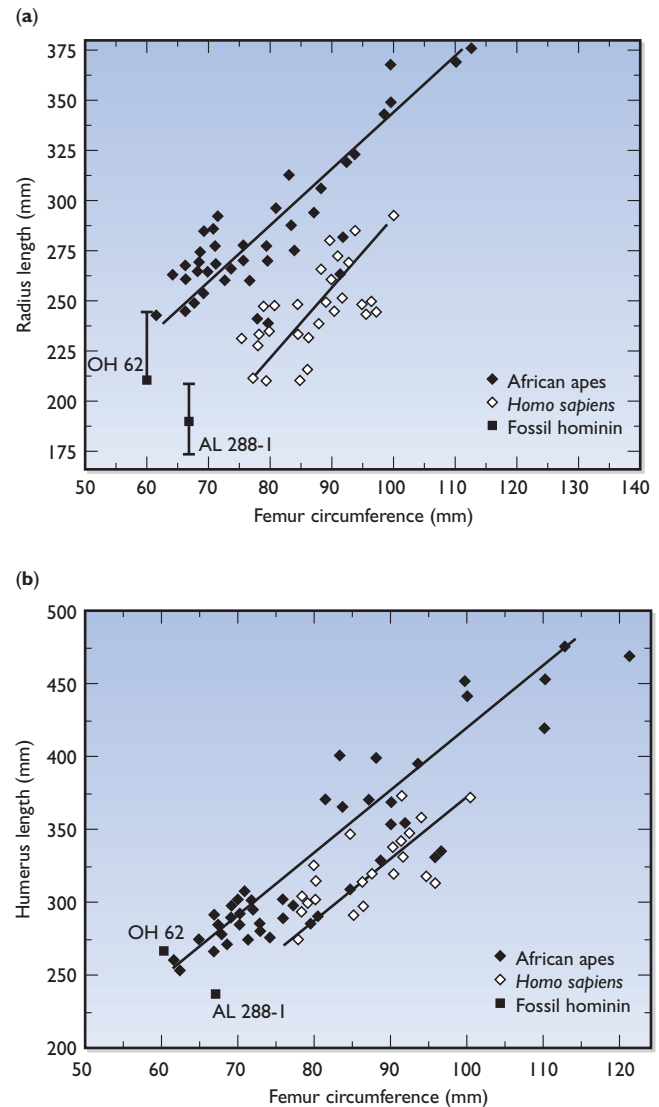 (a)
375
350
325
300
275
250
225
200
175
Radius length (mm)
OH 62
AL 288-1
African apes
Homo sapiens
Fossil hominin
50 60 70 80 90 100 110 120 130 140
Femur circumference (mm)
(b)
500
450
400
350
300
250
200
Humerus length (mm)
OH 62
AL 288-1
African apes
Homo sapiens
Fossil hominin
50 60 70 80 90 100 110 120
Femur circumference (mm)